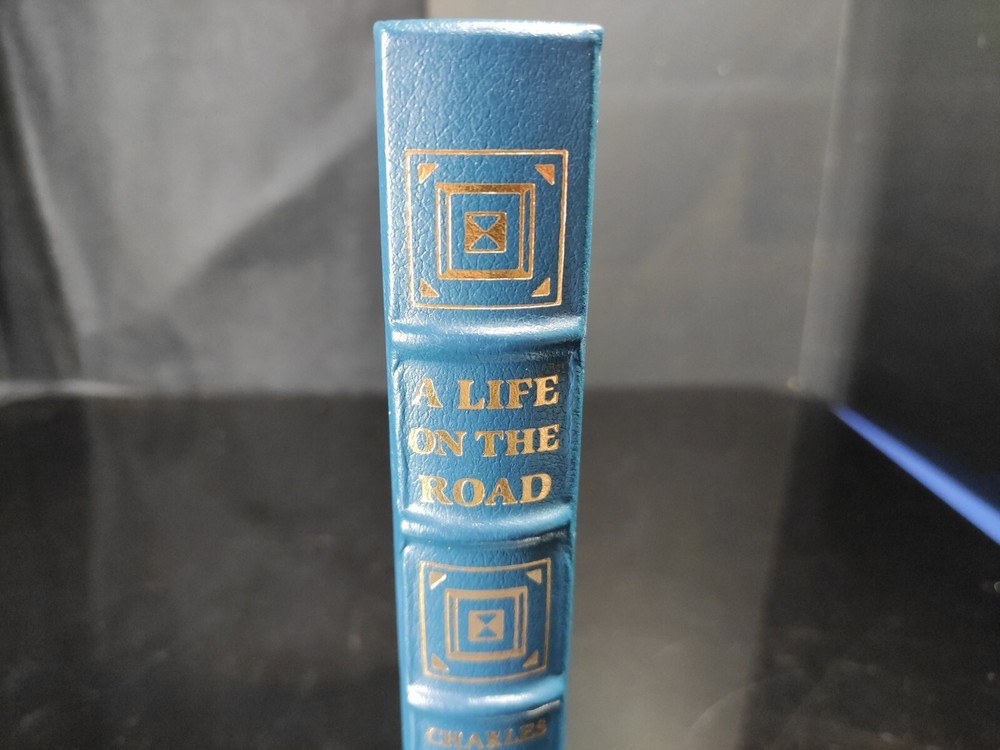 A LIFE
ON THE
ROAD
CHARLES